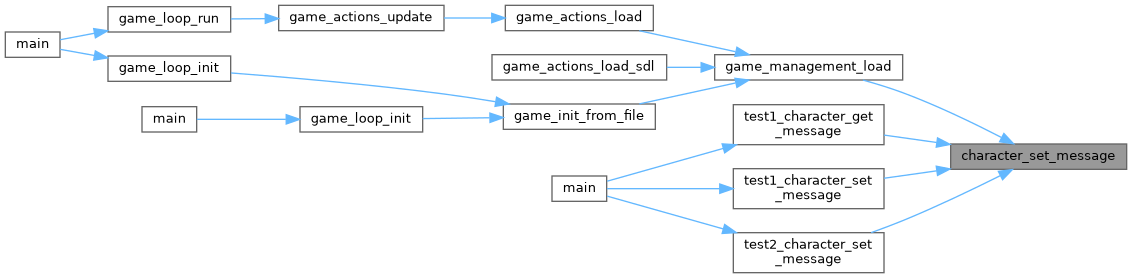 game_loop_run
game_actions_update
game_actions_load
main
game_loop_init
game_actions_load_sdl
game_management_load
main
game_loop_init
game_init_from_file
test1_character_get
_message
character_set_message
main
test1_character_set
_message
test2_character_set
_message